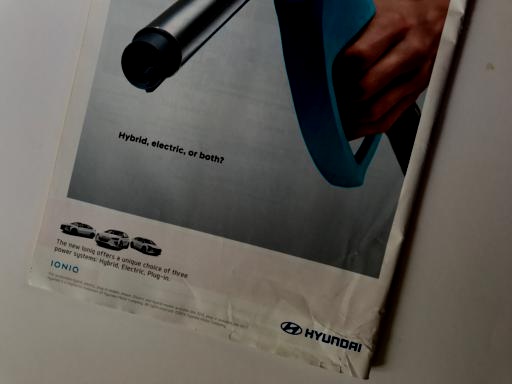 Hybrid, electric, or both?
The new Ioniq offers a unique choice of three
power systems: Hybrid, Electric, Plug-in.
IONIQ
HYUNDAI